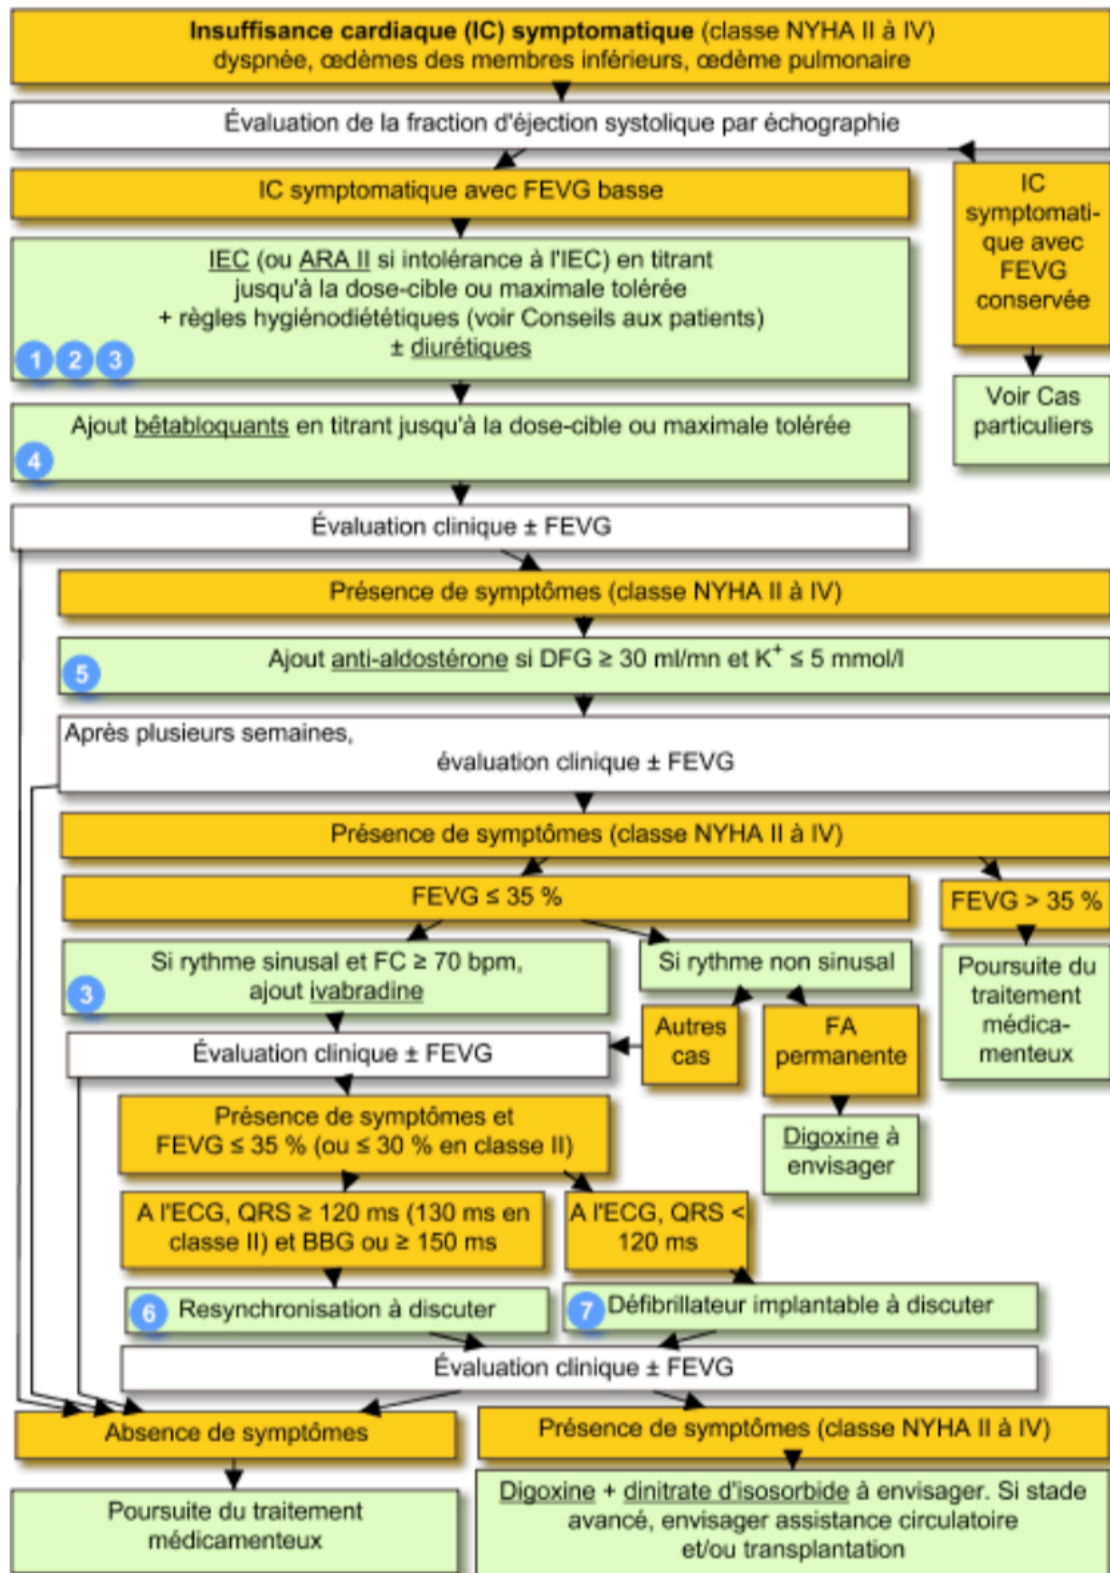 Insuffisance cardiaque (IC) symptomatique (classe NYHA II à IV)
dyspnée, œdèmes des membres inférieurs, œdème pulmonaire
Évaluation de la fraction d'éjection systolique par échographie
IC symptomatique avec FEVG basse
IC
symptomati-
que avec
FEVG
conservée
IEC (ou ARA II si intolérance à l'IEC) en titrant
jusqu'à la dose-cible ou maximale tolérée
+ règles hygiénodiététiques (voir Conseils aux patients)
± diurétiques
1 2 3
Voir Cas
particuliers
Ajout bêtabloquants en titrant jusqu'à la dose-cible ou maximale tolérée
4
Évaluation clinique ± FEVG
Présence de symptômes (classe NYHA II à IV)
Ajout anti-aldostérone si DFG ≥ 30 ml/mn et K⁺ ≤ 5 mmol/l
5
Après plusieurs semaines,
évaluation clinique ± FEVG
Présence de symptômes (classe NYHA II à IV)
FEVG ≤ 35 %
FEVG > 35 %
Si rythme sinusal et FC ≥ 70 bpm,
ajout ivabradine
3
Si rythme non sinusal
Poursuite du
traitement
médica-
menteux
Autres
cas
FA
permanente
Évaluation clinique ± FEVG
Digoxine à
envisager
Présence de symptômes et
FEVG ≤ 35 % (ou ≤ 30 % en classe II)
A l'ECG, QRS ≥ 120 ms (130 ms en
classe II) et BBG ou ≥ 150 ms
A l'ECG, QRS <
120 ms
6 Resynchronisation à discuter
7 Défibrillateur implantable à discuter
Évaluation clinique ± FEVG
Absence de symptômes
Présence de symptômes (classe NYHA II à IV)
Poursuite du traitement
médicamenteux
Digoxine + dinitrate d'isosorbide à envisager. Si stade
avancé, envisager assistance circulatoire
et/ou transplantation